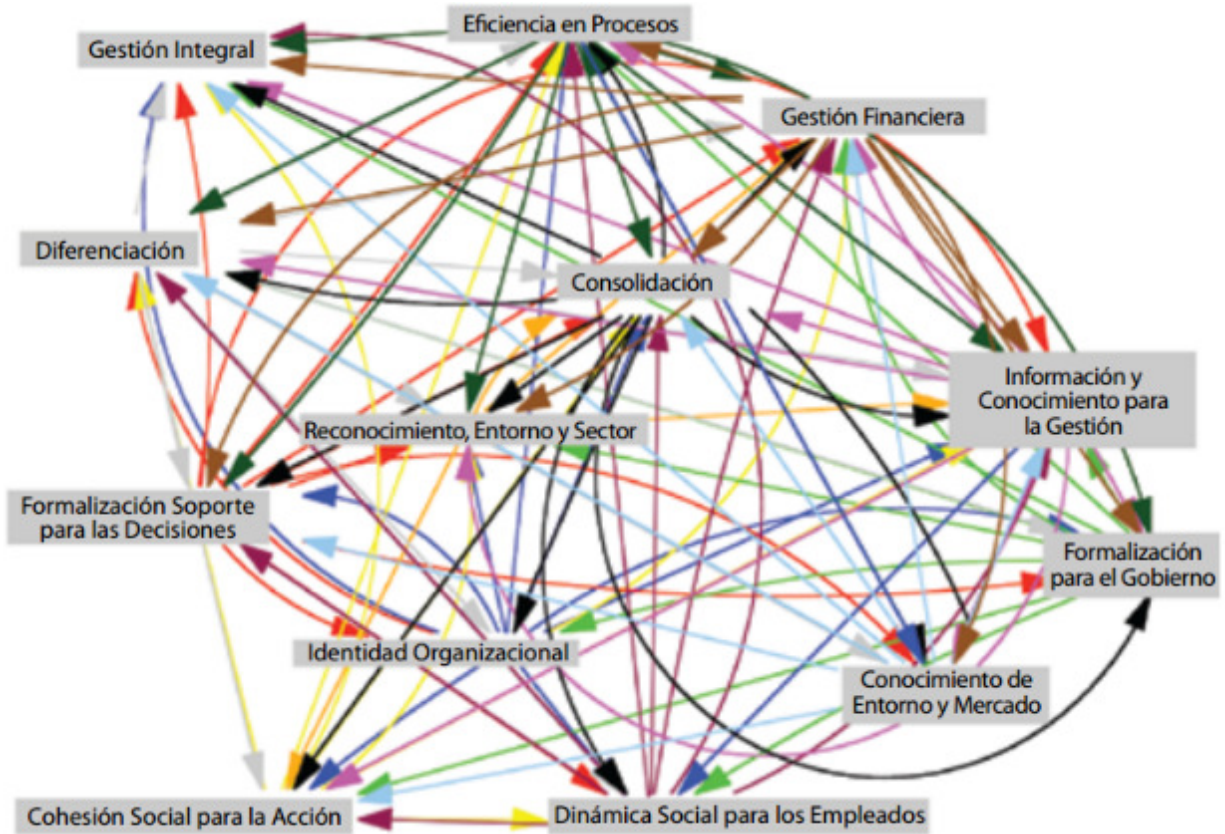 Eficiencia en Procesos
Gestión Integral
Gestión Financiera
Diferenciación
Consolidación
Información y
Conocimiento para
la Gestión
Reconocimiento, Entorno y Sector
Formalización Soporte
para las Decisiones
Formalización
para el Gobierno
Identidad Organizacional
Conocimiento de
Entorno y Mercado
Cohesión Social para la Acción
Dinámica Social para los Empleados